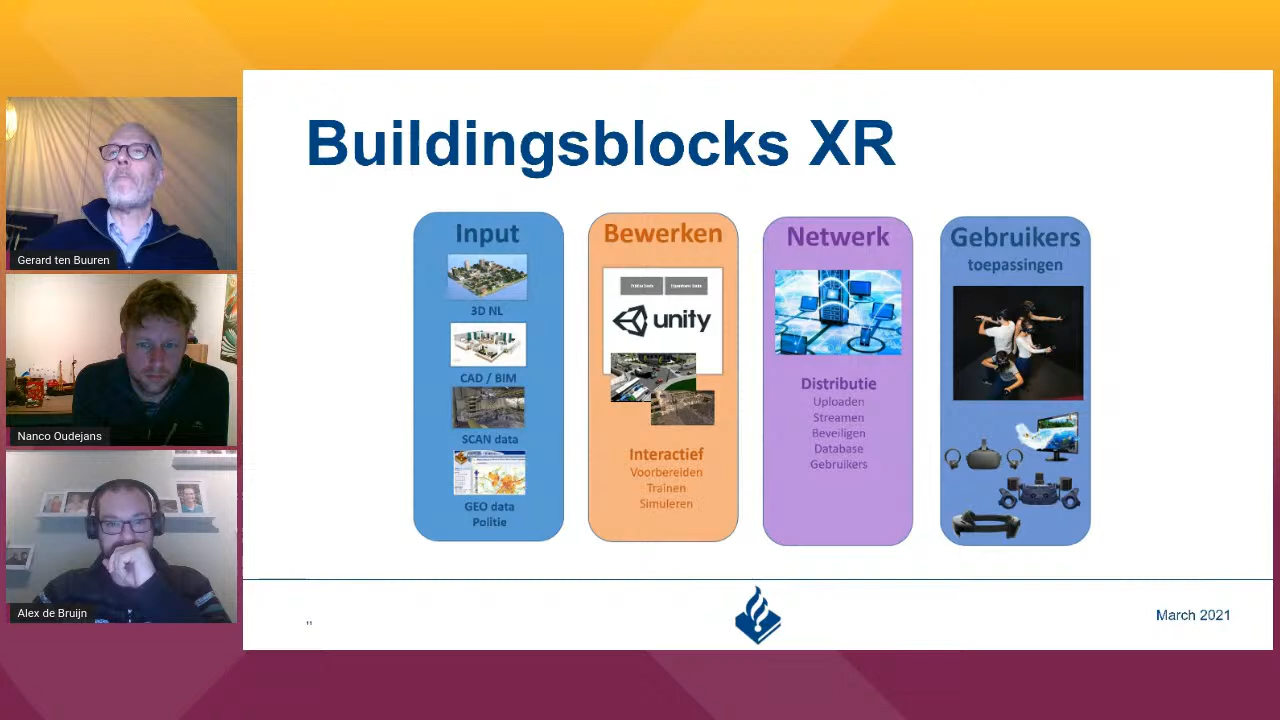 Buildingsblocks XR
Input
3D NL
CAD / BIM
SCAN data
GEO data
Politie
Bewerken
unity
Interactief
Voorbereiden
Trainen
Simuleren
Netwerk
Distributie
Uploaden
Streamen
Beveiligen
Database
Gebruikers
Gebruikers
toepassingen
Gerard ten Buuren
Nanco Oudejans
Alex de Bruijn
11
March 2021